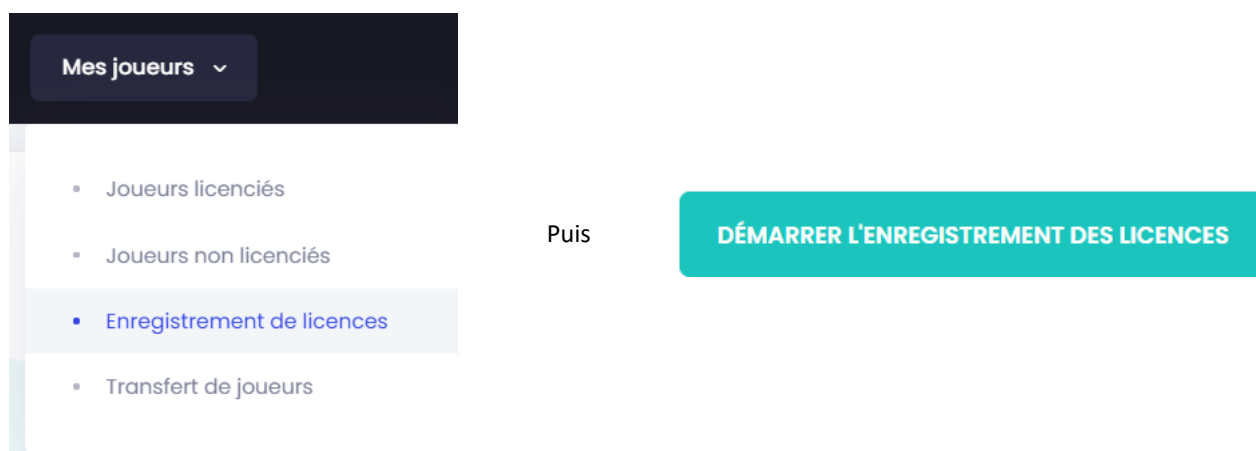 Mes joueurs
Joueurs licenciés
Joueurs non licenciés
Enregistrement de licences
Transfert de joueurs
Puis
DÉMARRER L'ENREGISTREMENT DES LICENCES